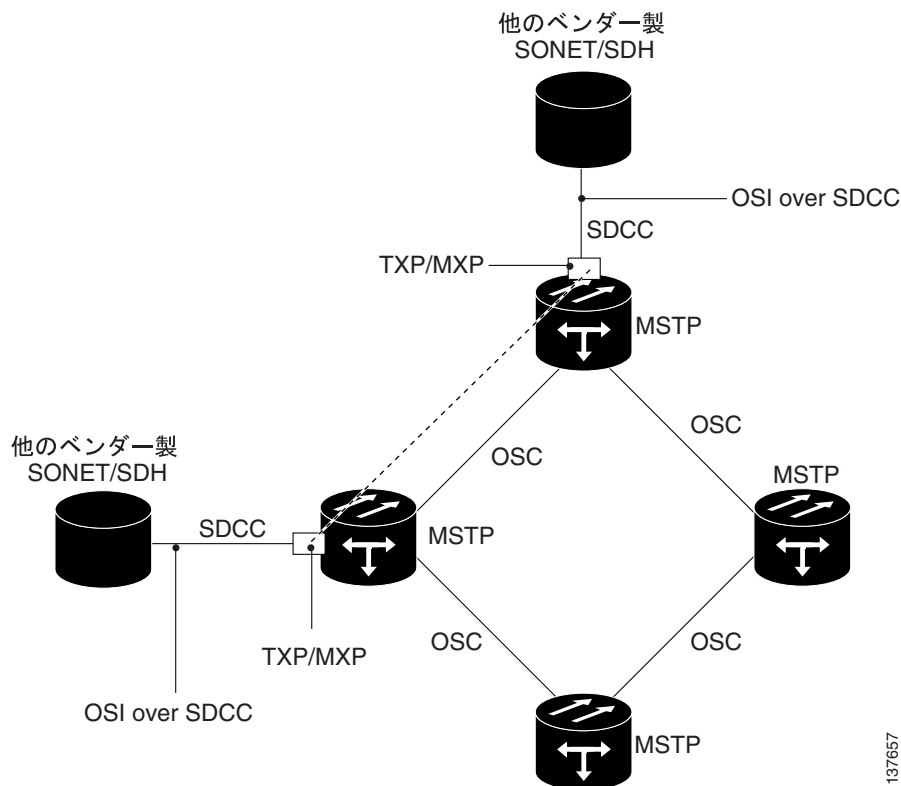 他のベンダー製
SONET/SDH
OSI over SDCC
SDCC
TXP/MXP
MSTP
OSC
OSC
他のベンダー製
SONET/SDH
MSTP
SDCC
MSTP
OSC
OSC
TXP/MXP
OSI over SDCC
MSTP
137657